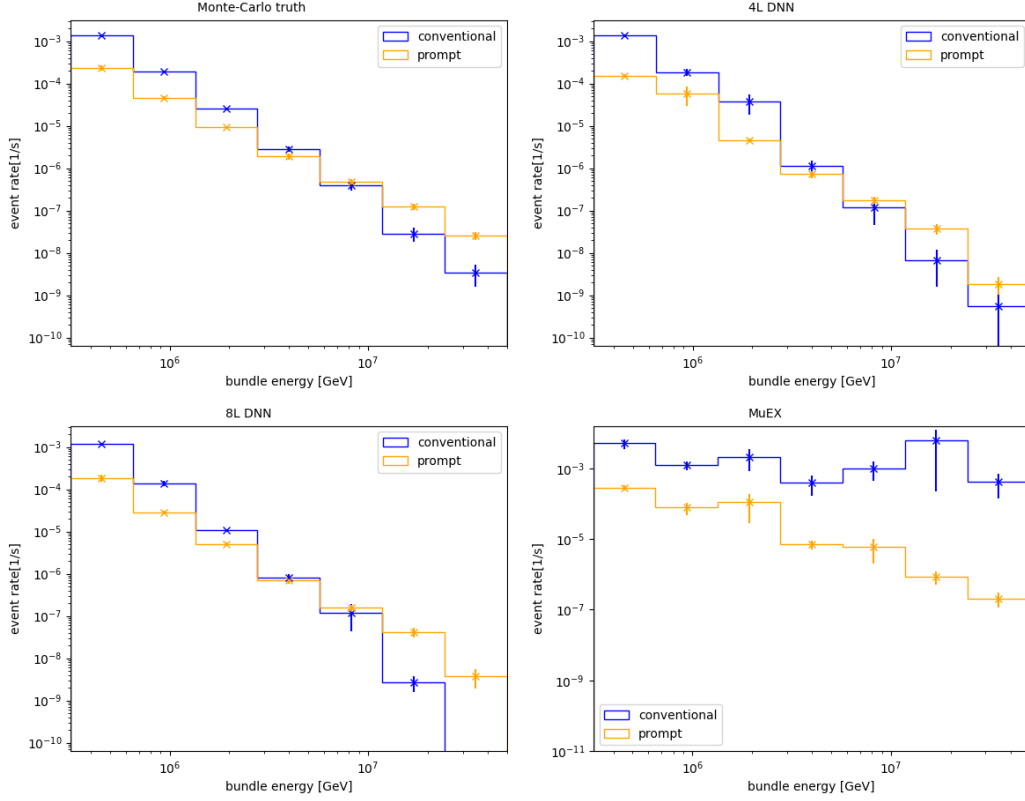 Monte-Carlo truth
conventional
prompt
event rate[1/s]
10⁻³
10⁻⁴
10⁻⁵
10⁻⁶
10⁻⁷
10⁻⁸
10⁻⁹
10⁻¹⁰
10⁶
10⁷
bundle energy [GeV]
4L DNN
conventional
prompt
event rate[1/s]
10⁻³
10⁻⁴
10⁻⁵
10⁻⁶
10⁻⁷
10⁻⁸
10⁻⁹
10⁻¹⁰
10⁶
10⁷
bundle energy [GeV]
8L DNN
conventional
prompt
event rate[1/s]
10⁻³
10⁻⁴
10⁻⁵
10⁻⁶
10⁻⁷
10⁻⁸
10⁻⁹
10⁻¹⁰
10⁶
10⁷
bundle energy [GeV]
MuEX
event rate[1/s]
10⁻³
10⁻⁵
10⁻⁷
10⁻⁹
10⁻¹¹
conventional
prompt
10⁶
10⁷
bundle energy [GeV]